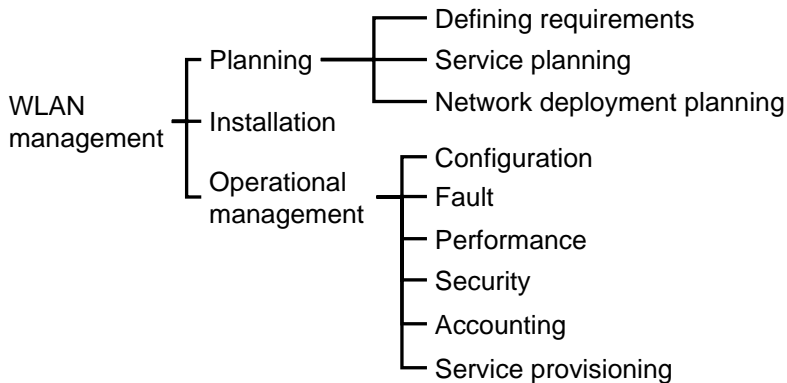 WLAN
management
Planning
Installation
Operational
management
Defining requirements
Service planning
Network deployment planning
Configuration
Fault
Performance
Security
Accounting
Service provisioning